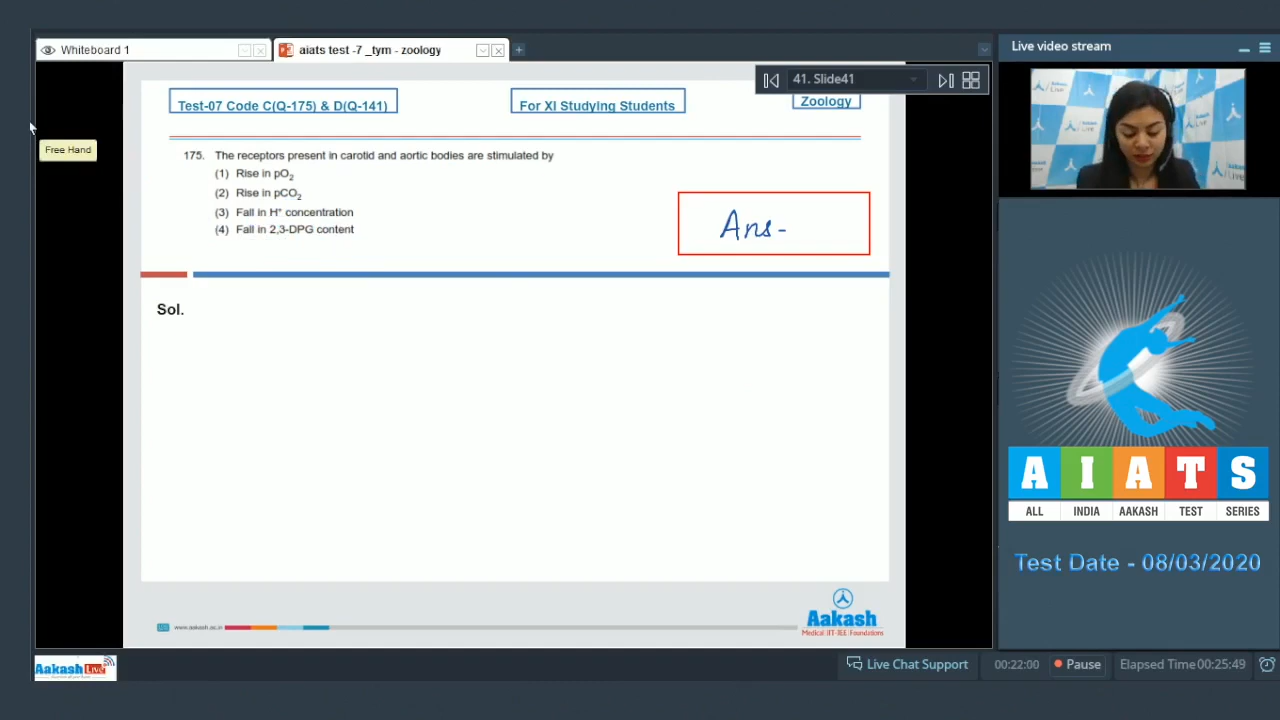 Whiteboard 1
aiats test -7 _tym - zoology
Live video stream
41. Slide41
Free Hand
Test-07 Code C(Q-175) & D(Q-141)
For XI Studying Students
Zoology
175. The receptors present in carotid and aortic bodies are stimulated by
(1) Rise in pO2
(2) Rise in pCO2
(3) Fall in H+ concentration
(4) Fall in 2,3-DPG content
Ans-
Sol.
A I A T S
ALL INDIA AAKASH TEST SERIES
Test Date - 08/03/2020
www.aakash.ac.in
Aakash
Medical|IIT-JEE|Foundations
Aakash Live
Live Chat Support
00:22:00
Pause
Elapsed Time 00:25:49